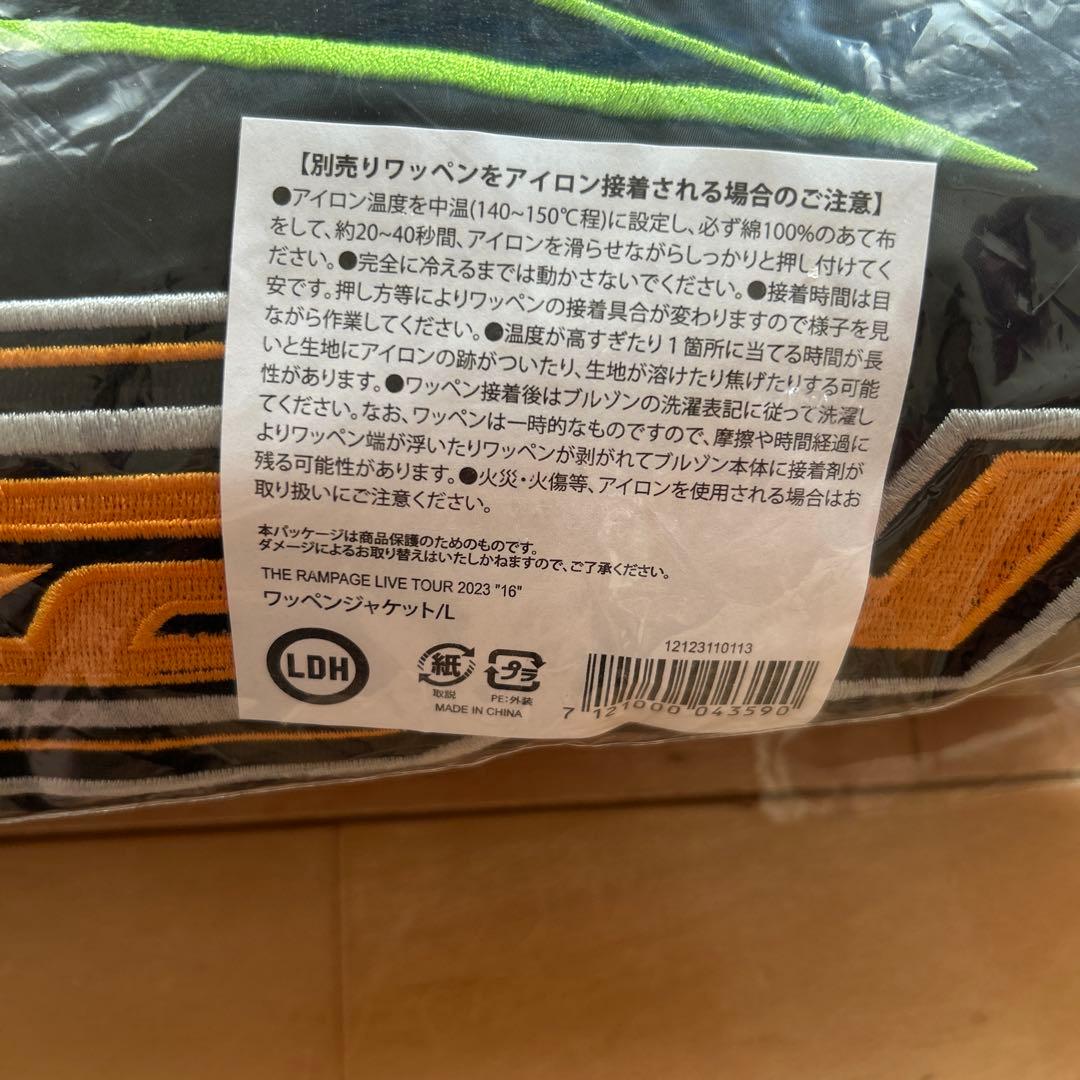 【別売りワッペンをアイロン接着される場合のご注意】
●アイロン温度を中温(140~150℃程)に設定し、必ず綿100%のあて布
をして、約20~40秒間、アイロンを滑らせながらしっかりと押し付けてく
ださい。●完全に冷えるまでは動かさないでください。●接着時間は目
安です。押し方等によりワッペンの接着具合が変わりますので様子を見
ながら作業してください。●温度が高すぎたり１箇所に当てる時間が長
いと生地にアイロンの跡がついたり、生地が溶けたり焦げたりする可能
性があります。●ワッペン接着後はブルゾンの洗濯表記に従って洗濯し
てください。なお、ワッペンは一時的なものですので、摩擦や時間経過に
よりワッペン端が浮いたりワッペンが剥がれてブルゾン本体に接着剤が
残る可能性があります。●火災・火傷等、アイロンを使用される場合はお
取り扱いにご注意ください。
本パッケージは商品保護のためのものです。
ダメージによるお取り替えはいたしかねますので、ご了承ください。
THE RAMPAGE LIVE TOUR 2023 "16"
ワッペンジャケット/L
LDH
紙
取説
プラ
PE:外装
MADE IN CHINA
12123110113
7 121000 043590